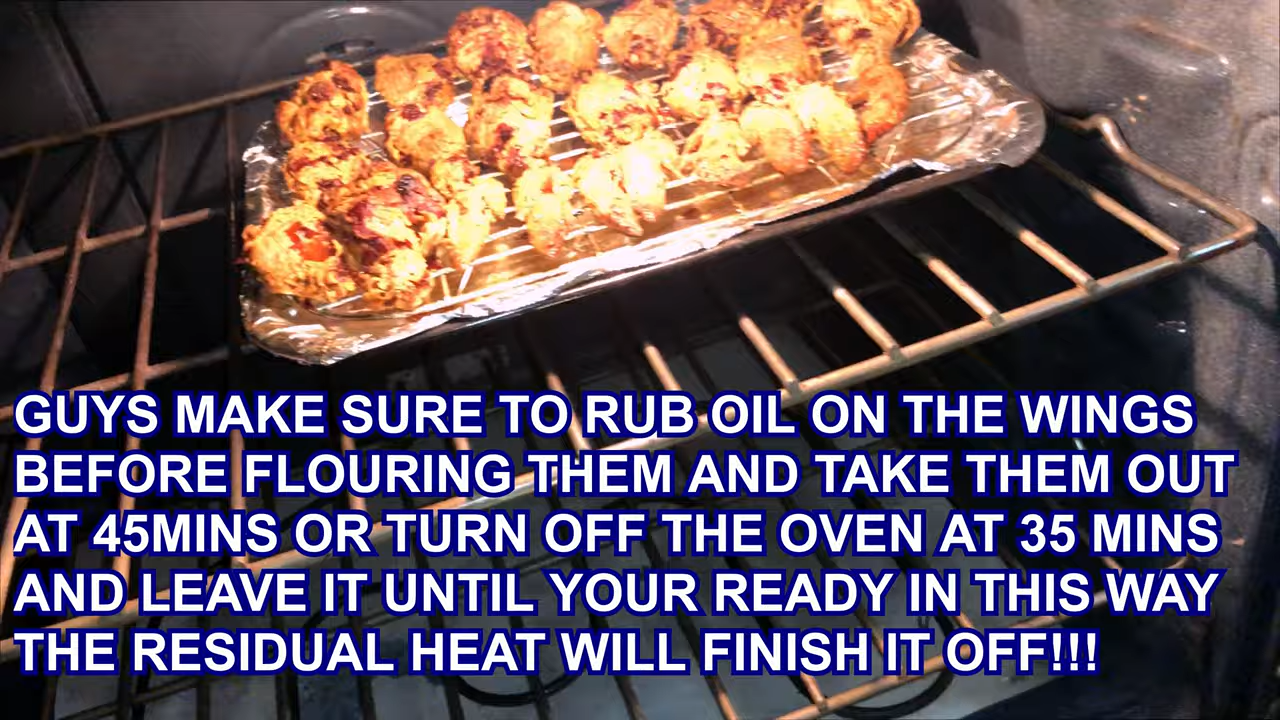 GUYS MAKE SURE TO RUB OIL ON THE WINGS
BEFORE FLOURING THEM AND TAKE THEM OUT
AT 45MINS OR TURN OFF THE OVEN AT 35 MINS
AND LEAVE IT UNTIL YOUR READY IN THIS WAY
THE RESIDUAL HEAT WILL FINISH IT OFF!!!